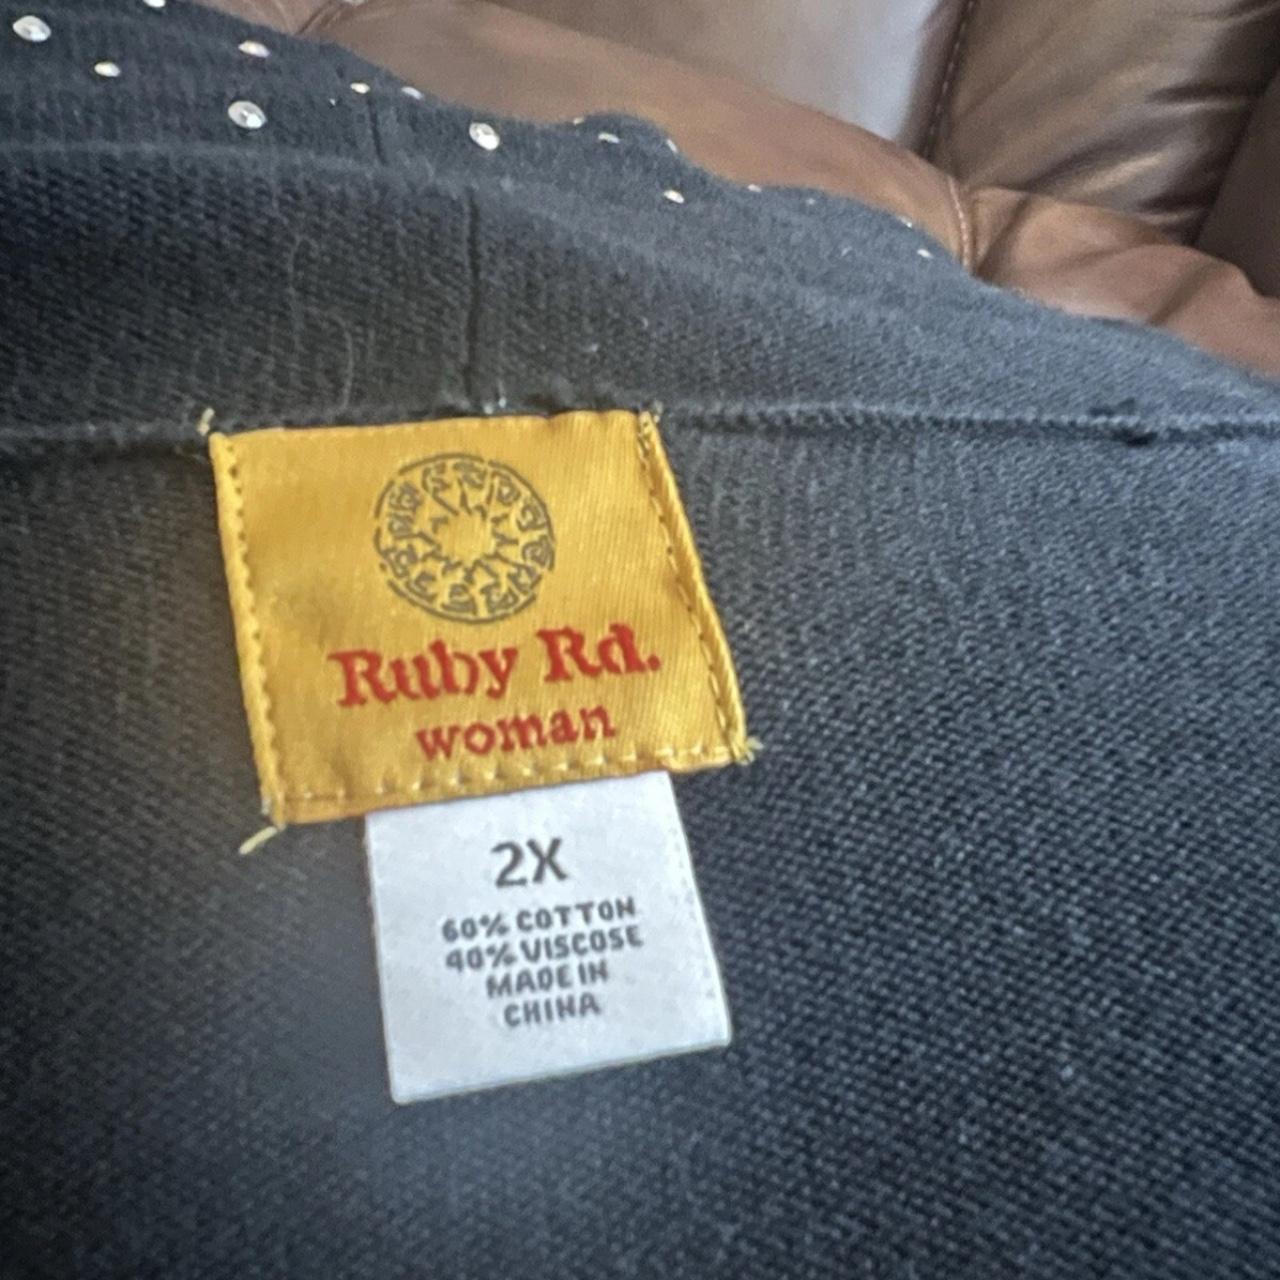 Ruby Rd.
woman
2X
60% COTTON
40% VISCOSE
MADE IN
CHINA